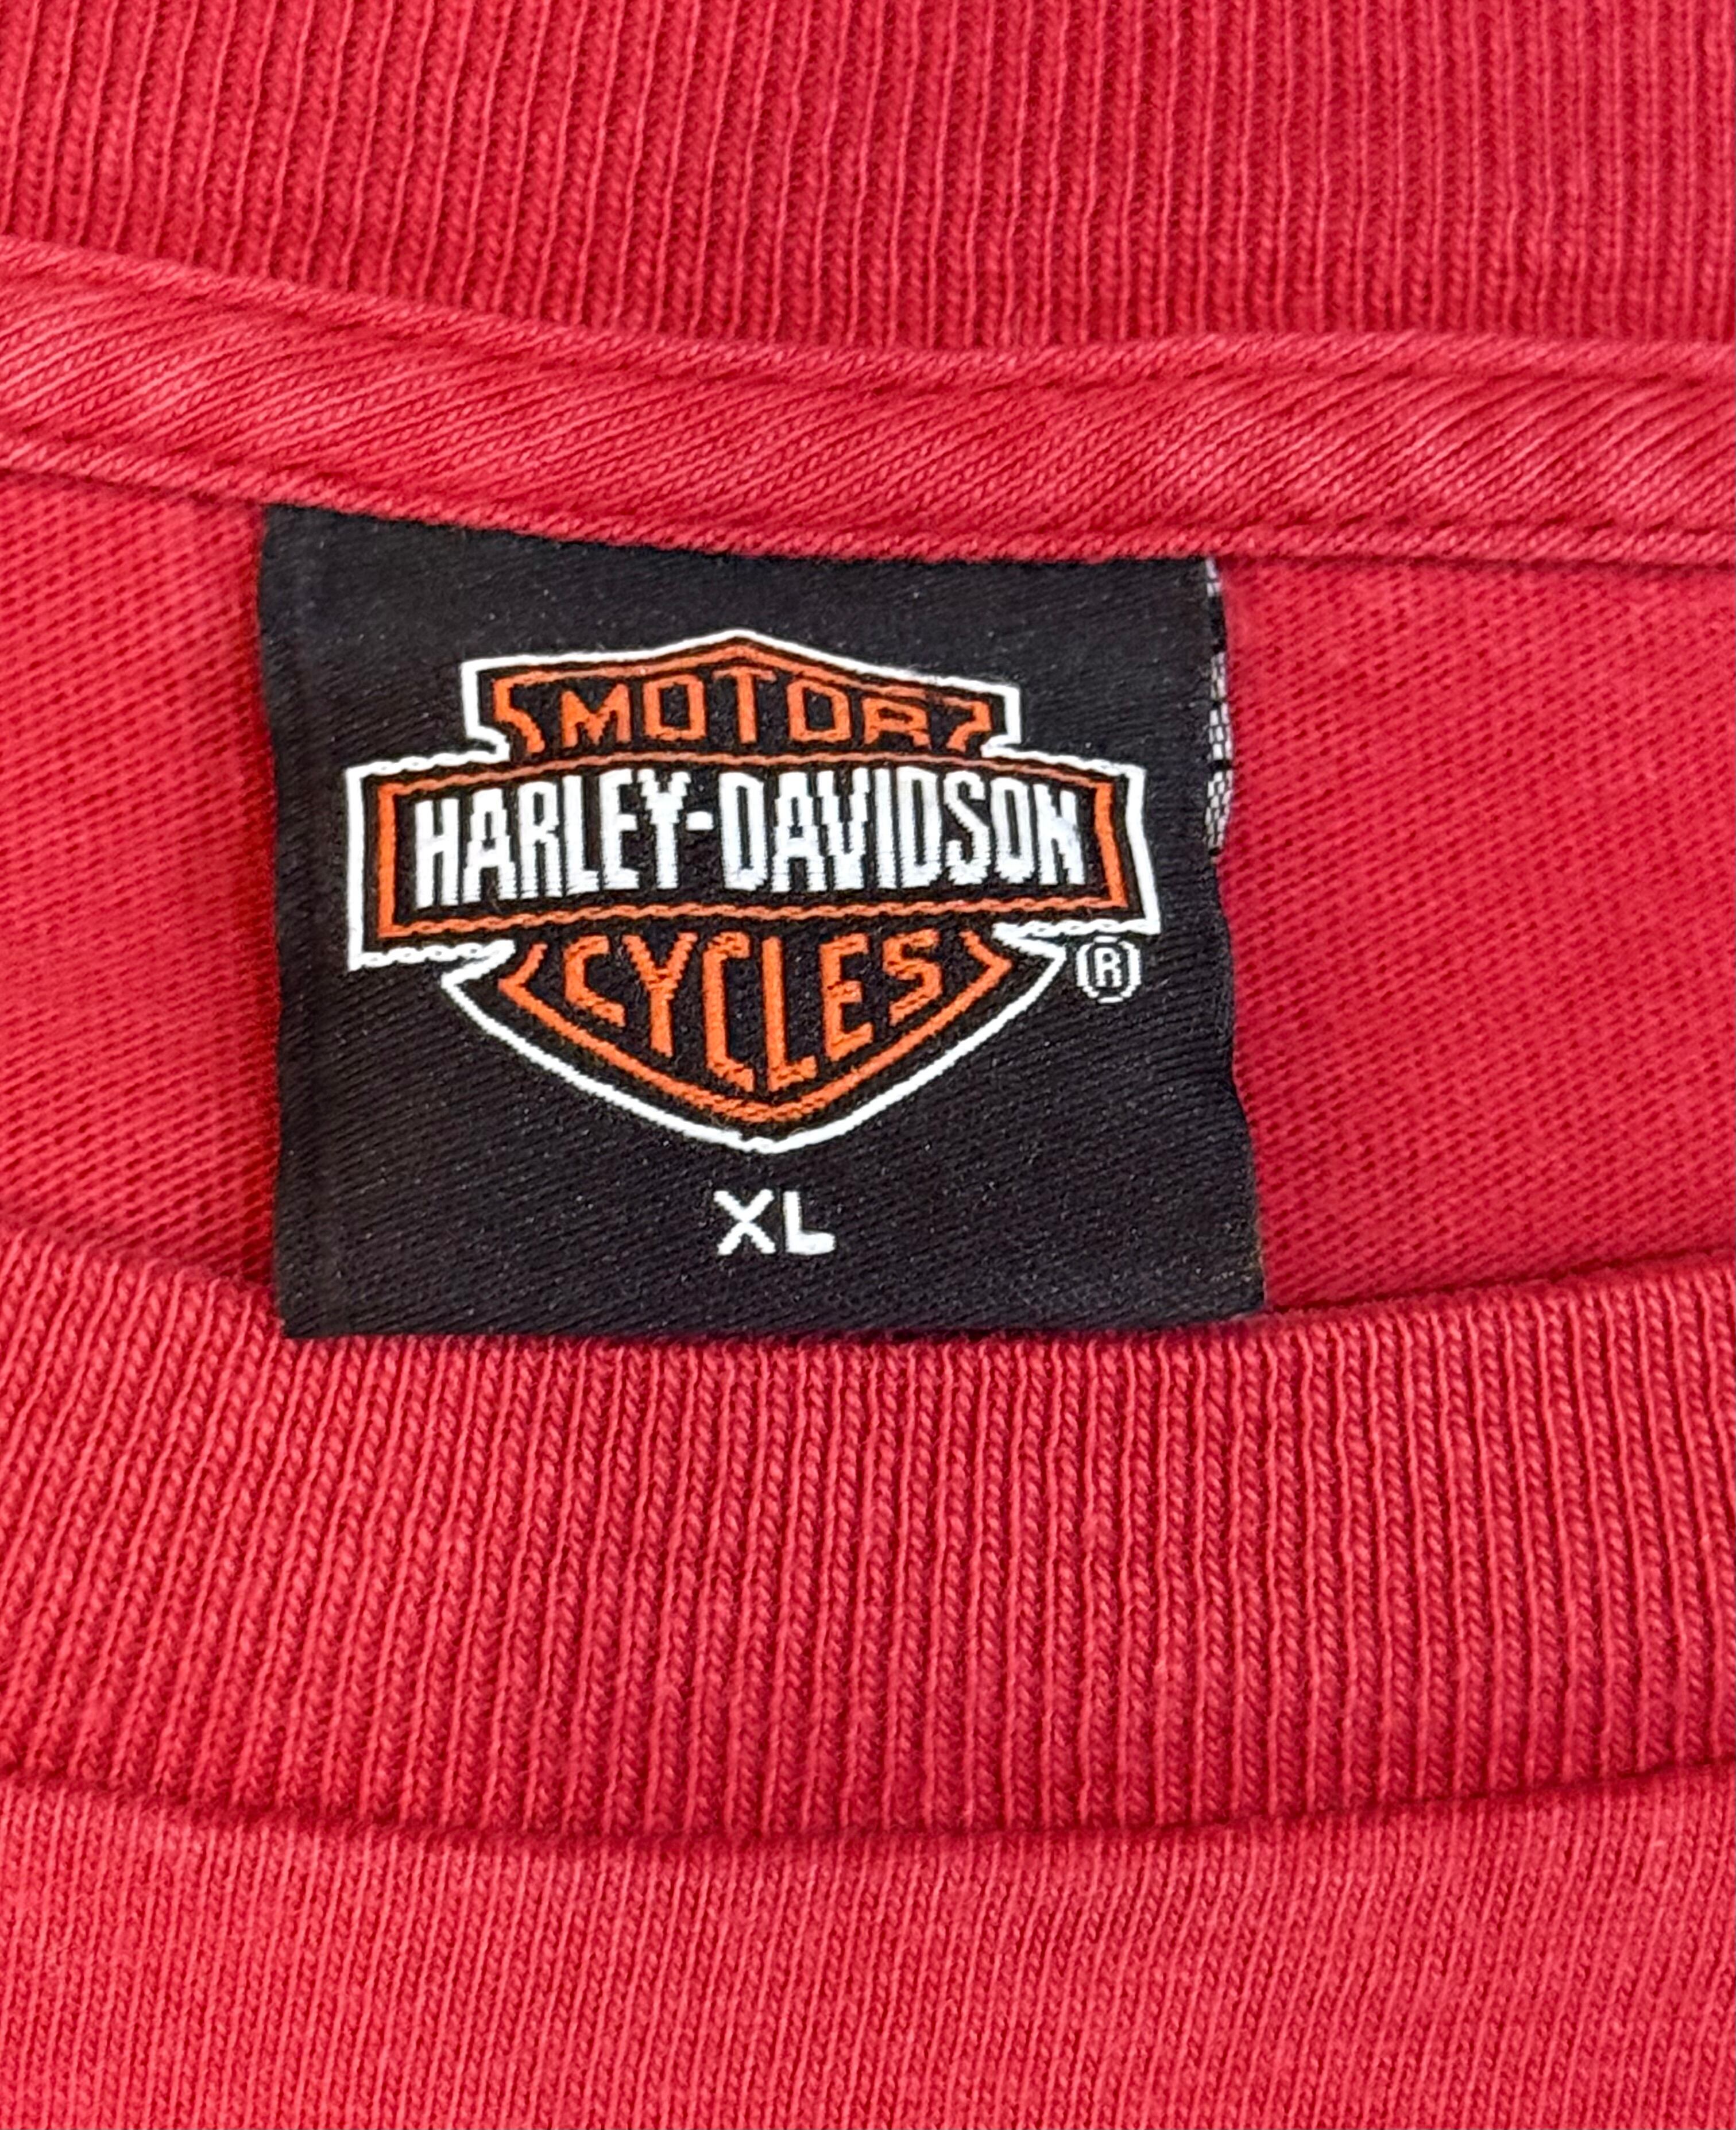 MOTOR
HARLEY-DAVIDSON
CYCLES
®
XL